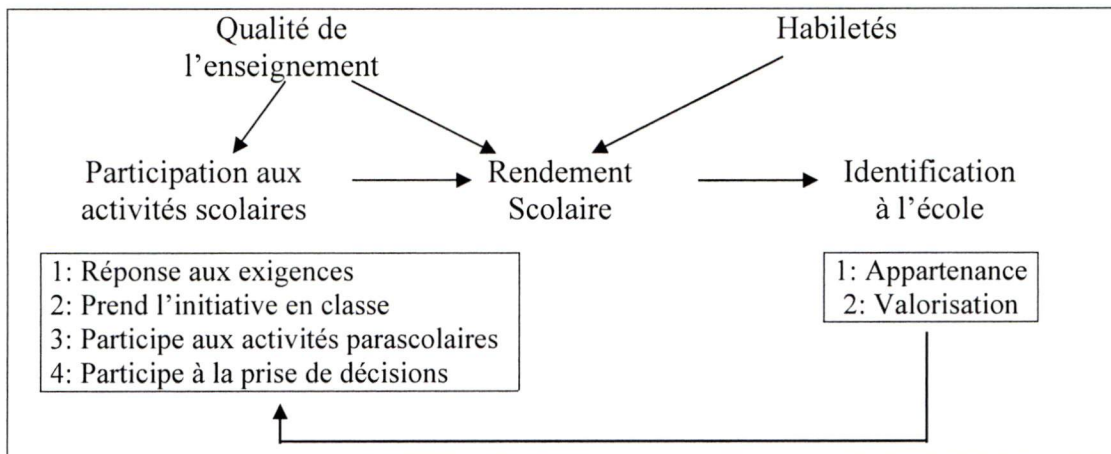 Qualité de
l'enseignement
Habiletés
Participation aux
activités scolaires
Rendement
Scolaire
Identification
à l'école
1: Réponse aux exigences
2: Prend l'initiative en classe
3: Participe aux activités parascolaires
4: Participe à la prise de décisions
1: Appartenance
2: Valorisation